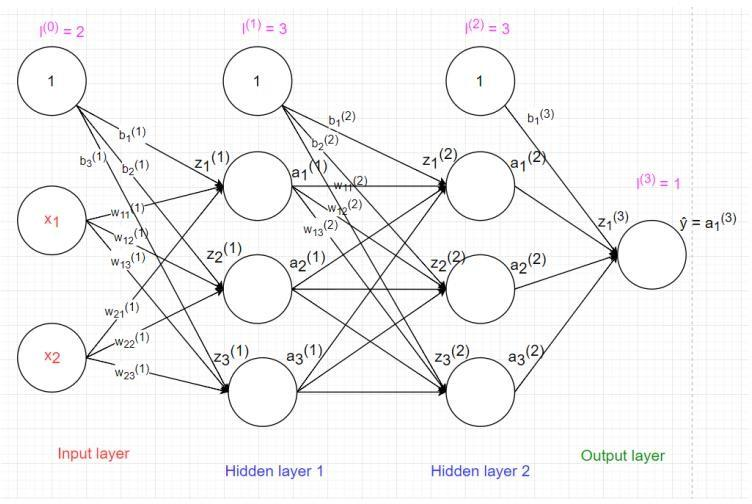 l⁽⁰⁾ = 2
l⁽¹⁾ = 3
l⁽²⁾ = 3
1
1
1
b₁⁽¹⁾
b₂⁽¹⁾
b₃⁽¹⁾
b₁⁽²⁾
b₂⁽²⁾
b₁⁽³⁾
z₁⁽¹⁾
a₁⁽¹⁾
z₁⁽²⁾
a₁⁽²⁾
l⁽³⁾ = 1
x₁
w₁₁⁽¹⁾
w₁₂⁽¹⁾
w₁₃⁽¹⁾
w₁₁⁽²⁾
w₁₂⁽²⁾
w₁₃⁽²⁾
z₁⁽³⁾
ŷ = a₁⁽³⁾
z₂⁽¹⁾
a₂⁽¹⁾
z₂⁽²⁾
a₂⁽²⁾
x₂
w₂₁⁽¹⁾
w₂₂⁽¹⁾
w₂₃⁽¹⁾
z₃⁽¹⁾
a₃⁽¹⁾
z₃⁽²⁾
a₃⁽²⁾
Input layer
Hidden layer 1
Hidden layer 2
Output layer